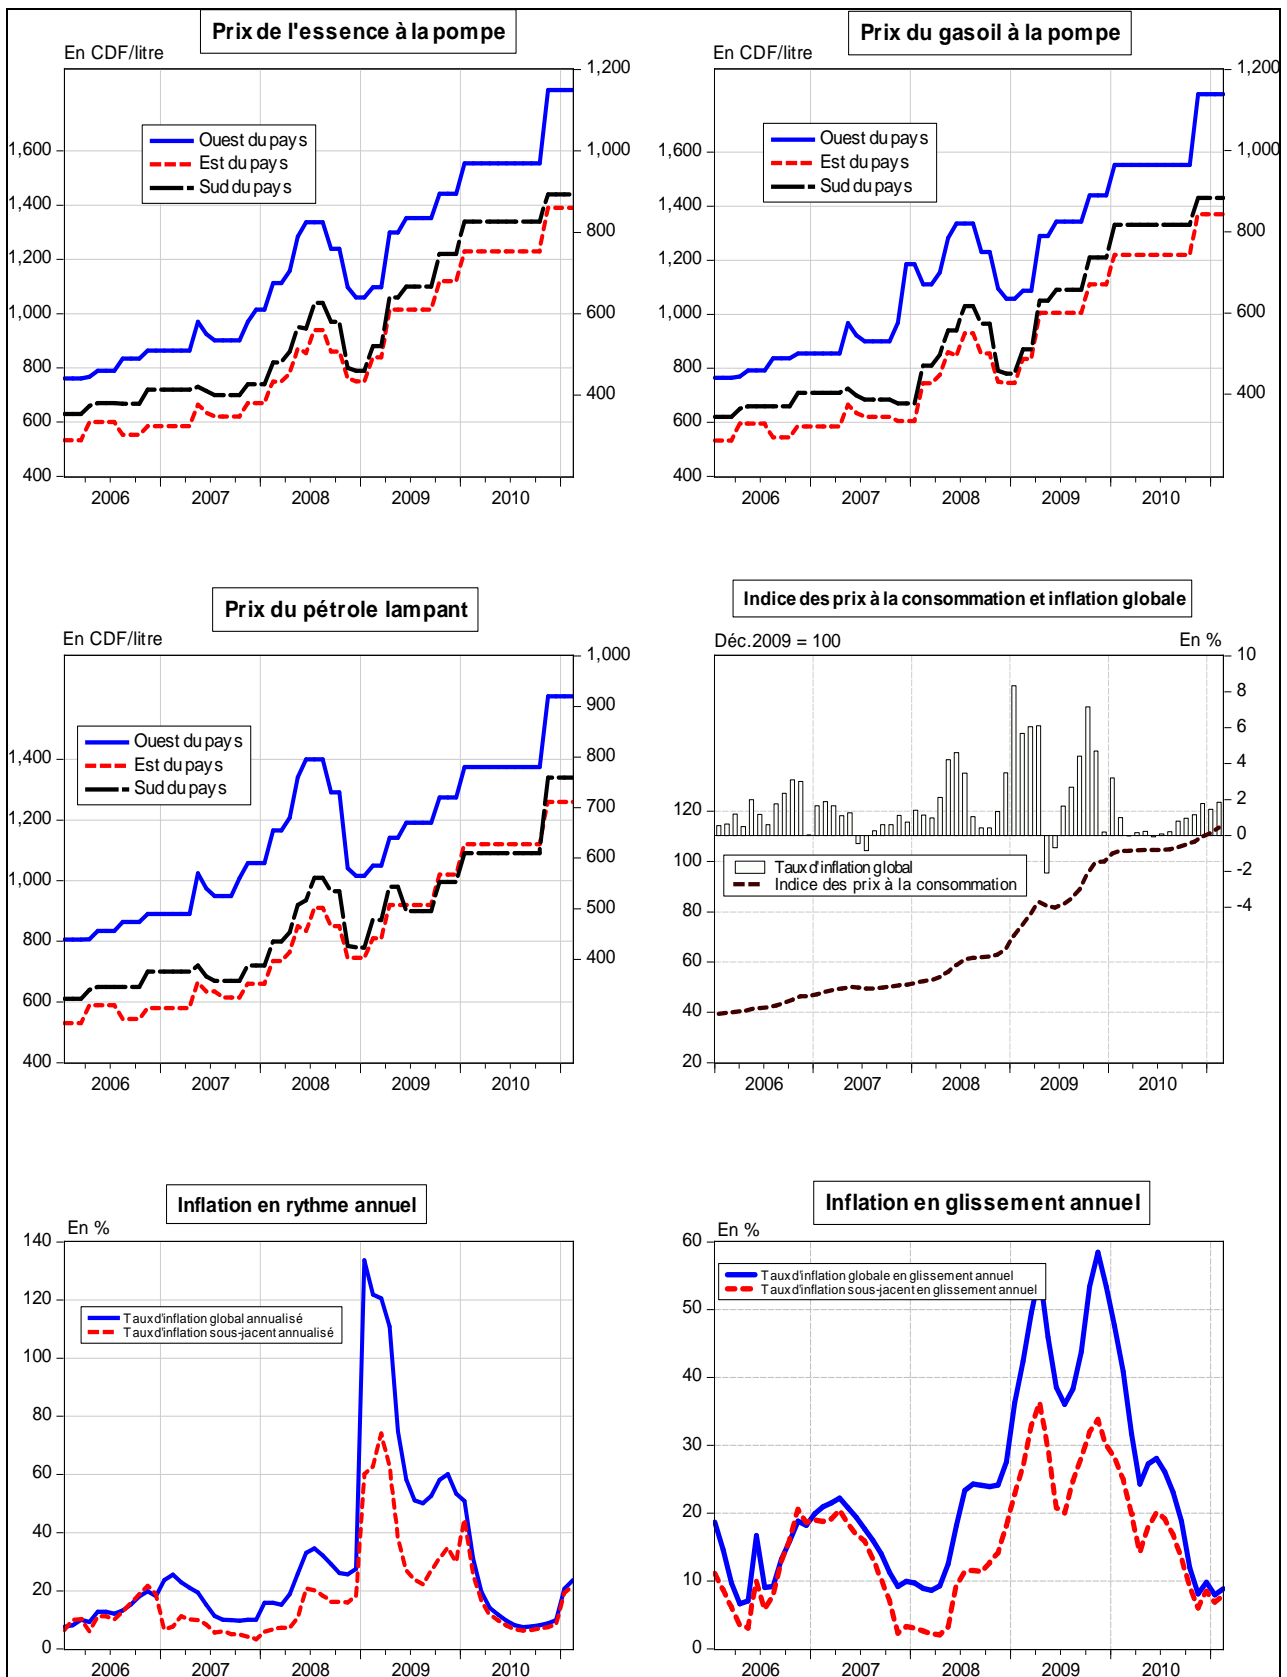 Prix de l'essence à la pompe
En CDF/litre
1,200
1,000
800
600
400
1,600
1,400
1,200
1,000
800
600
400
Ouest du pays
Est du pays
Sud du pays
2006 2007 2008 2009 2010
Prix du gasoil à la pompe
En CDF/litre
1,200
1,000
800
600
400
1,600
1,400
1,200
1,000
800
600
400
Ouest du pays
Est du pays
Sud du pays
2006 2007 2008 2009 2010
Prix du pétrole lampant
En CDF/litre
1,000
900
800
700
600
500
400
1,400
1,200
1,000
800
600
400
Ouest du pays
Est du pays
Sud du pays
2006 2007 2008 2009 2010
Indice des prix à la consommation et inflation globale
Déc.2009 = 100
En %
10
8
6
4
2
0
-2
-4
120
100
80
60
40
20
Taux d'inflation global
Indice des prix à la consommation
2006 2007 2008 2009 2010
Inflation en rythme annuel
En %
140
120
100
80
60
40
20
0
Taux d'inflation global annualisé
Taux d'inflation sous-jacent annualisé
2006 2007 2008 2009 2010
Inflation en glissement annuel
En %
60
50
40
30
20
10
0
Taux d'inflation globale en glissement annuel
Taux d'inflation sous-jacent en glissement annuel
2006 2007 2008 2009 2010